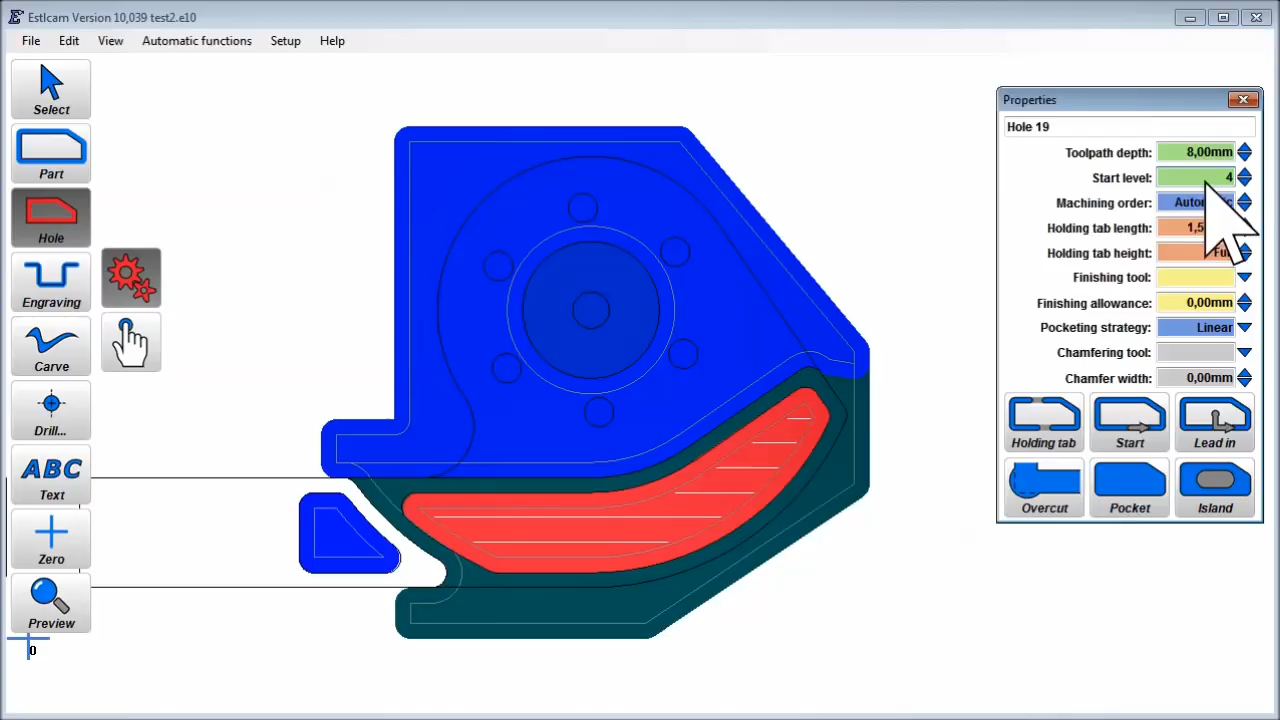 Estlcam Version 10,039 test2.e10
File Edit View Automatic functions Setup Help
Select
Part
Hole
Engraving
Carve
Drill...
ABC
Text
Zero
Preview
0
Properties
Hole 19
Toolpath depth: 8,00mm
Start level: 4
Machining order:
Holding tab length:
Holding tab height:
Finishing tool:
Finishing allowance: 0,00mm
Pocketing strategy: Linear
Chamfering tool:
Chamfer width: 0,00mm
Holding tab Start Lead in
Overcut Pocket Island